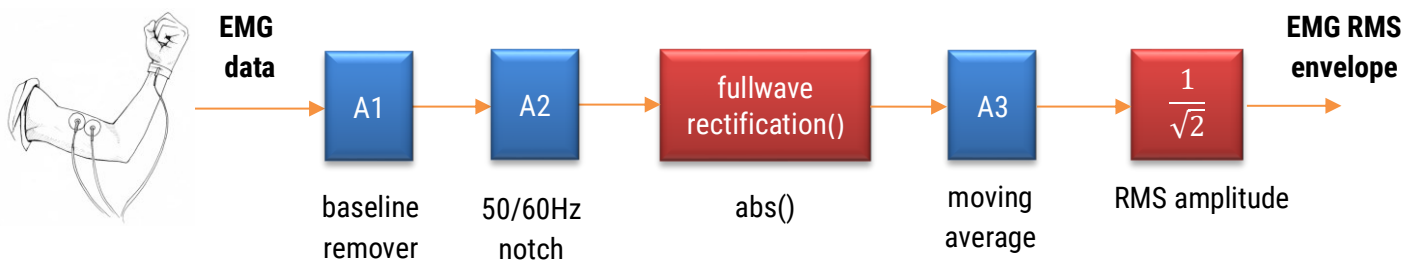 EMG
data
A1
baseline
remover
A2
50/60Hz
notch
fullwave
rectification()
abs()
A3
moving
average
1
√2
RMS amplitude
EMG RMS
envelope